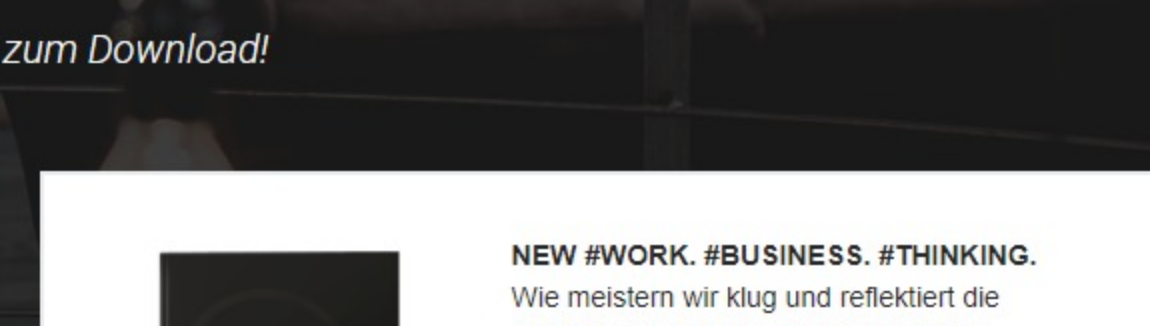 zum Download!
NEW #WORK. #BUSINESS. #THINKING.
Wie meistern wir klug und reflektiert die